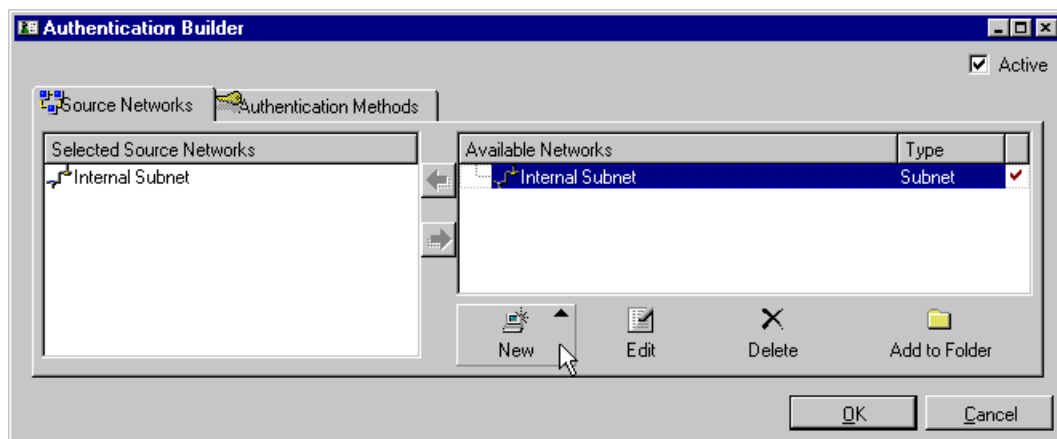 Authentication Builder
Active
Source Networks Authentication Methods
Selected Source Networks
Internal Subnet
Available Networks Type
Internal Subnet Subnet
New Edit Delete Add to Folder
OK Cancel